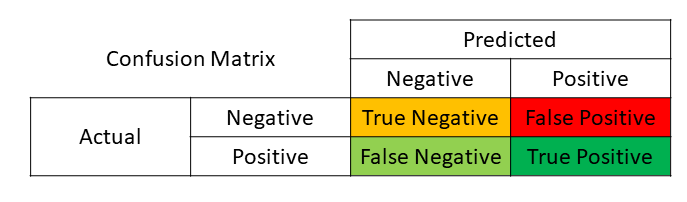 Predicted
Confusion Matrix
Negative Positive
Actual Negative True Negative False Positive
Positive False Negative True Positive